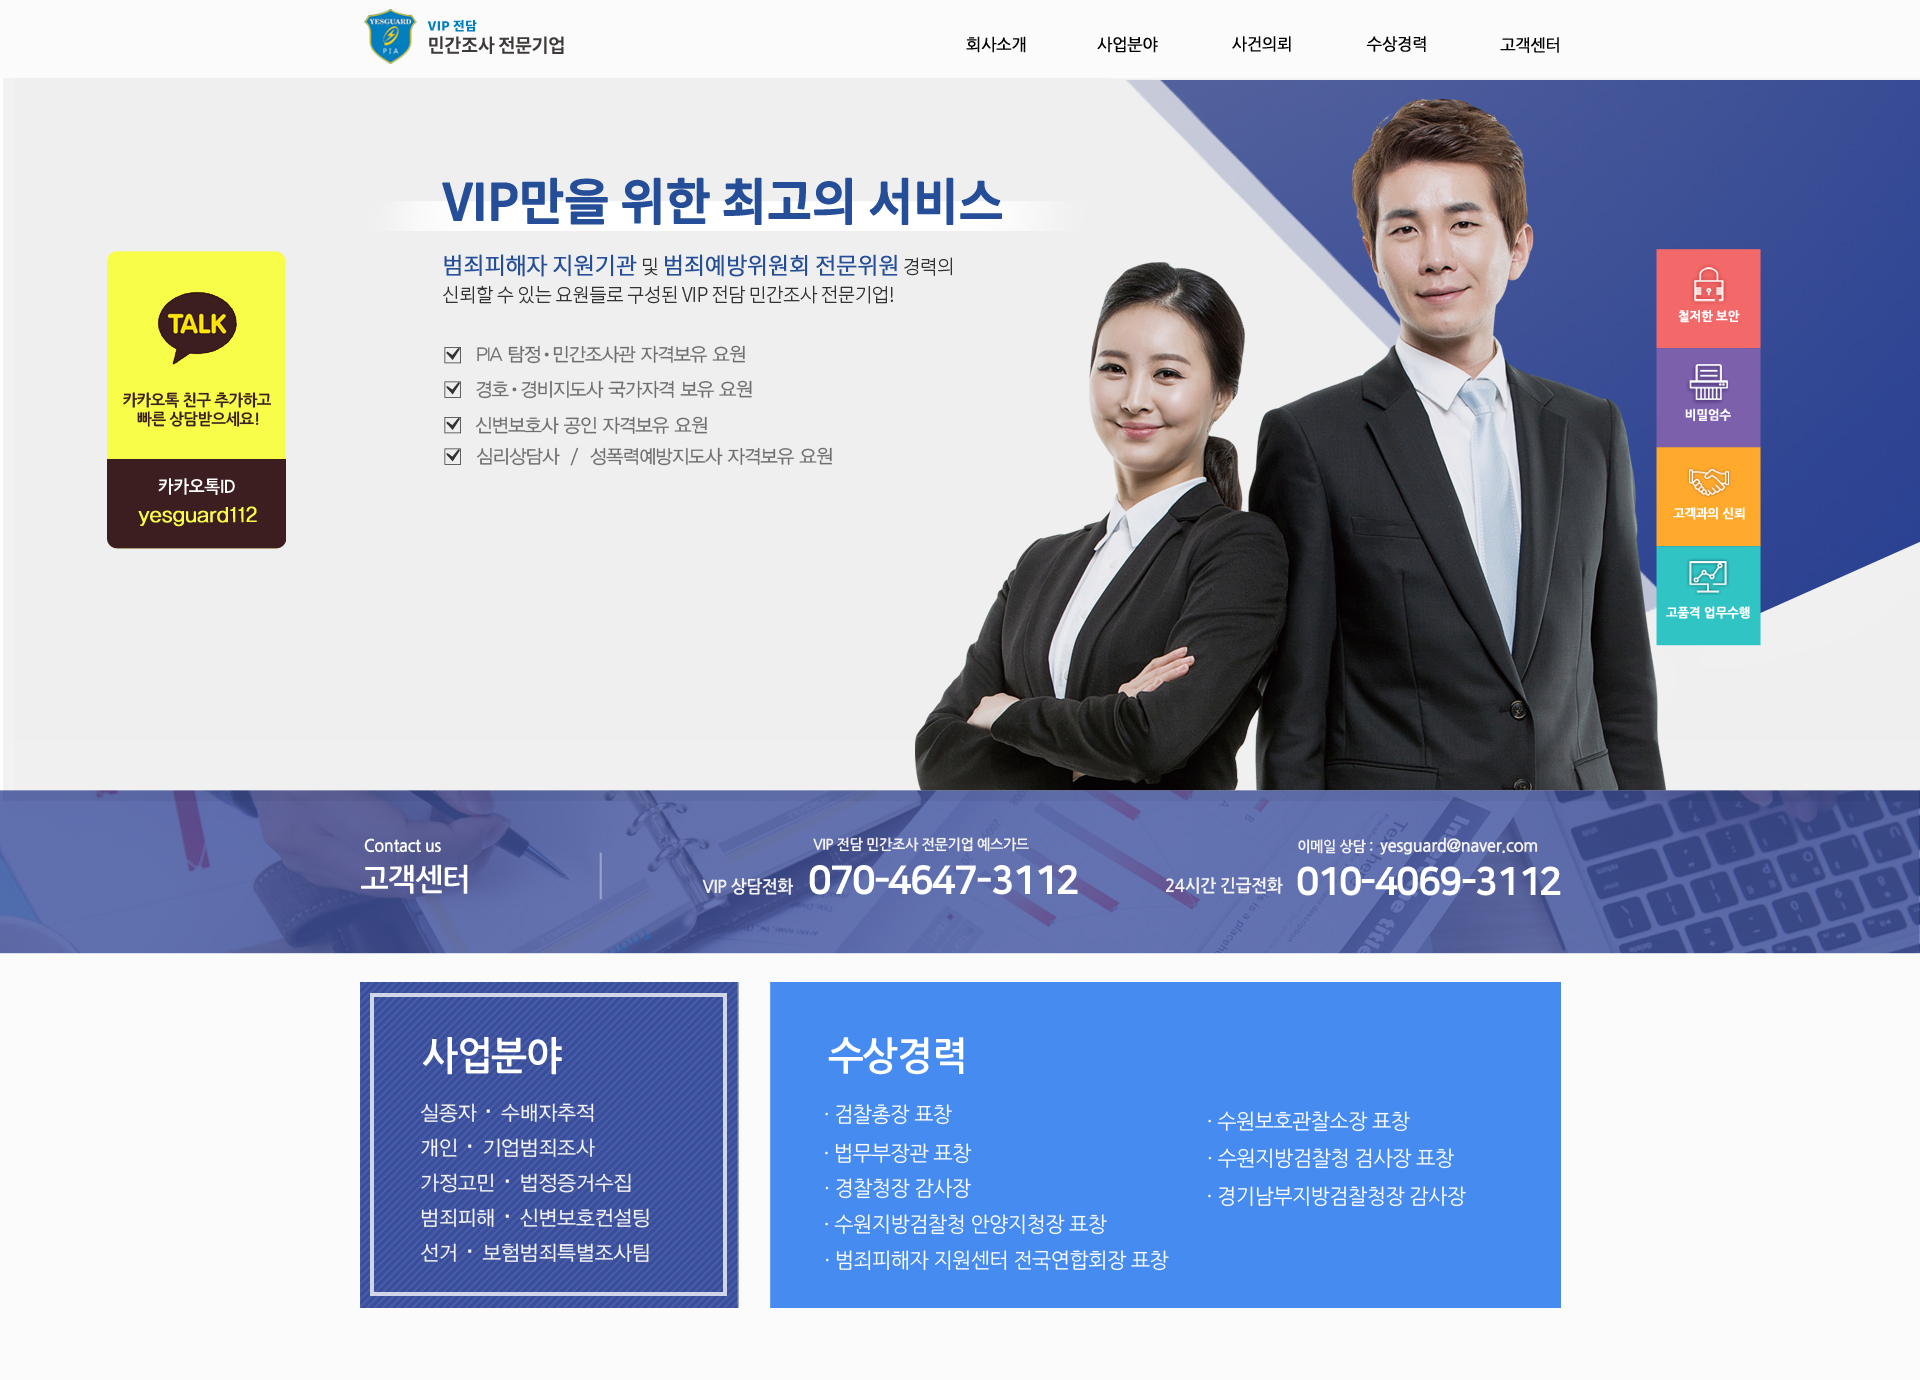 YESGUARD
PIA
VIP 전담
민간조사 전문기업
회사소개
사업분야
사건의뢰
수상경력
고객센터
VIP만을 위한 최고의 서비스
범죄피해자 지원기관 및 범죄예방위원회 전문위원 경력의
신뢰할 수 있는 요원들로 구성된 VIP 전담 민간조사 전문기업!
PIA 탐정•민간조사관 자격보유 요원
경호•경비지도사 국가자격 보유 요원
신변보호사 공인 자격보유 요원
심리상담사 / 성폭력예방지도사 자격보유 요원
TALK
카카오톡 친구 추가하고
빠른 상담받으세요!
카카오톡ID
yesguard112
철저한 보안
비밀엄수
고객과의 신뢰
고품격 업무수행
Contact us
고객센터
VIP 전담 민간조사 전문기업 예스가드
VIP 상담전화 070-4647-3112
이메일 상담 : yesguard@naver.com
24시간 긴급전화 010-4069-3112
사업분야
실종자 · 수배자추적
개인 · 기업범죄조사
가정고민 · 법정증거수집
범죄피해 · 신변보호컨설팅
선거 · 보험범죄특별조사팀
수상경력
· 검찰총장 표창
· 법무부장관 표창
· 경찰청장 감사장
· 수원지방검찰청 안양지청장 표창
· 범죄피해자 지원센터 전국연합회장 표창
· 수원보호관찰소장 표창
· 수원지방검찰청 검사장 표창
· 경기남부지방검찰청장 감사장